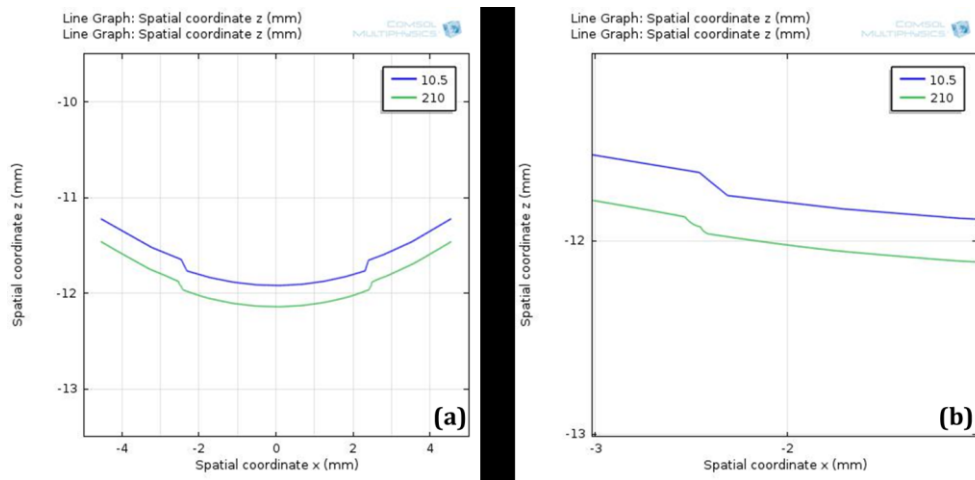 Line Graph: Spatial coordinate z (mm)
Line Graph: Spatial coordinate z (mm)
COMSOL
MULTIPHYSICS
10.5
210
Spatial coordinate z (mm)
-10
-11
-12
-13
-4
-2
0
2
4
Spatial coordinate x (mm)
(a)
Line Graph: Spatial coordinate z (mm)
Line Graph: Spatial coordinate z (mm)
COMSOL
MULTIPHYSICS
10.5
210
Spatial coordinate z (mm)
-12
-13
-3
-2
Spatial coordinate x (mm)
(b)